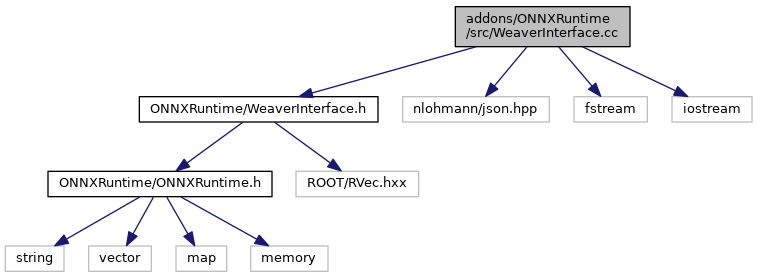 addons/ONNXRuntime
/src/WeaverInterface.cc
ONNXRuntime/WeaverInterface.h
nlohmann/json.hpp
fstream
iostream
ONNXRuntime/ONNXRuntime.h
ROOT/RVec.hxx
string
vector
map
memory